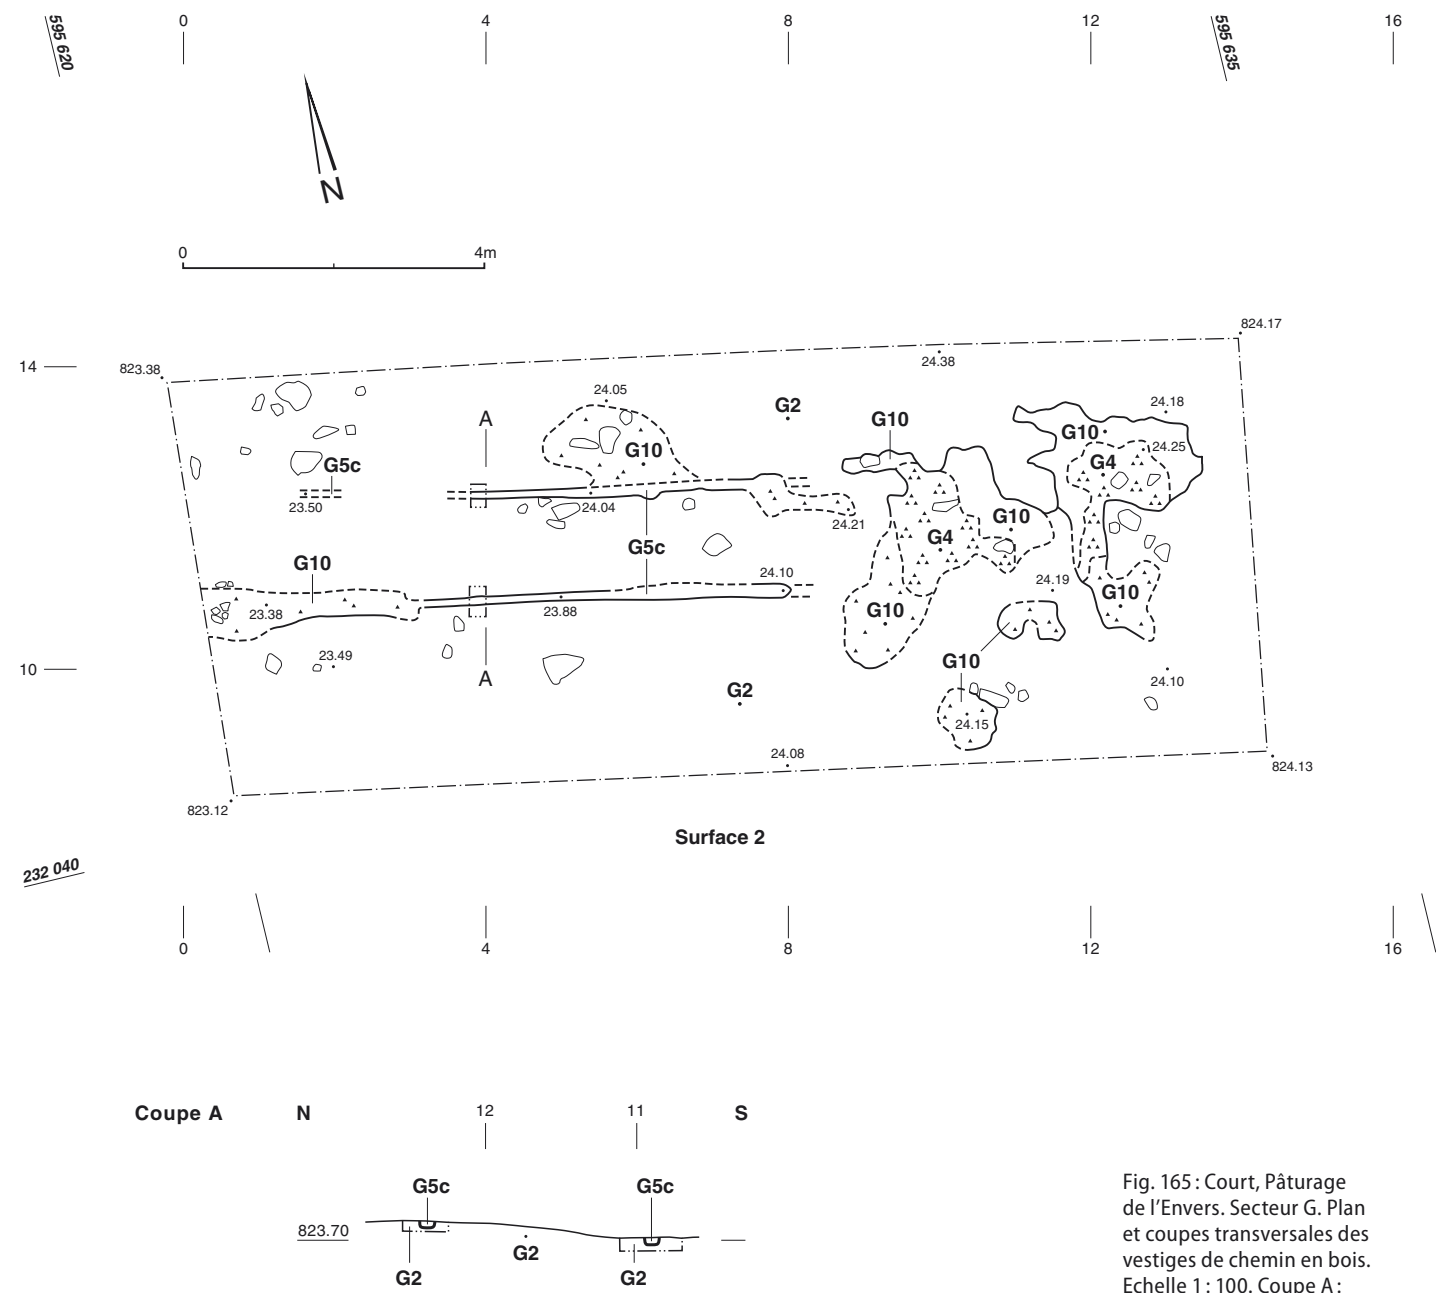 0 4 8 12 16
595 620
595 635
N
0 4m
14
823.38
824.17
24.38
24.05
A
G2
G10
24.18
G10
24.25
G10
G4
G5c
23.50
24.04
24.21
G10
G4
G5c
G10
24.10
24.19
G10
23.38
23.88
G10
10
23.49
A
G10
24.10
G2
24.15
24.08
824.13
823.12
Surface 2
232 040
0 4 8 12 16
Coupe A N 12 11 S
G5c G5c
823.70
G2
G2 G2
Fig. 165 : Court, Pâturage
de l’Envers. Secteur G. Plan
et coupes transversales des
vestiges de chemin en bois.
Echelle 1 : 100. Coupe A :